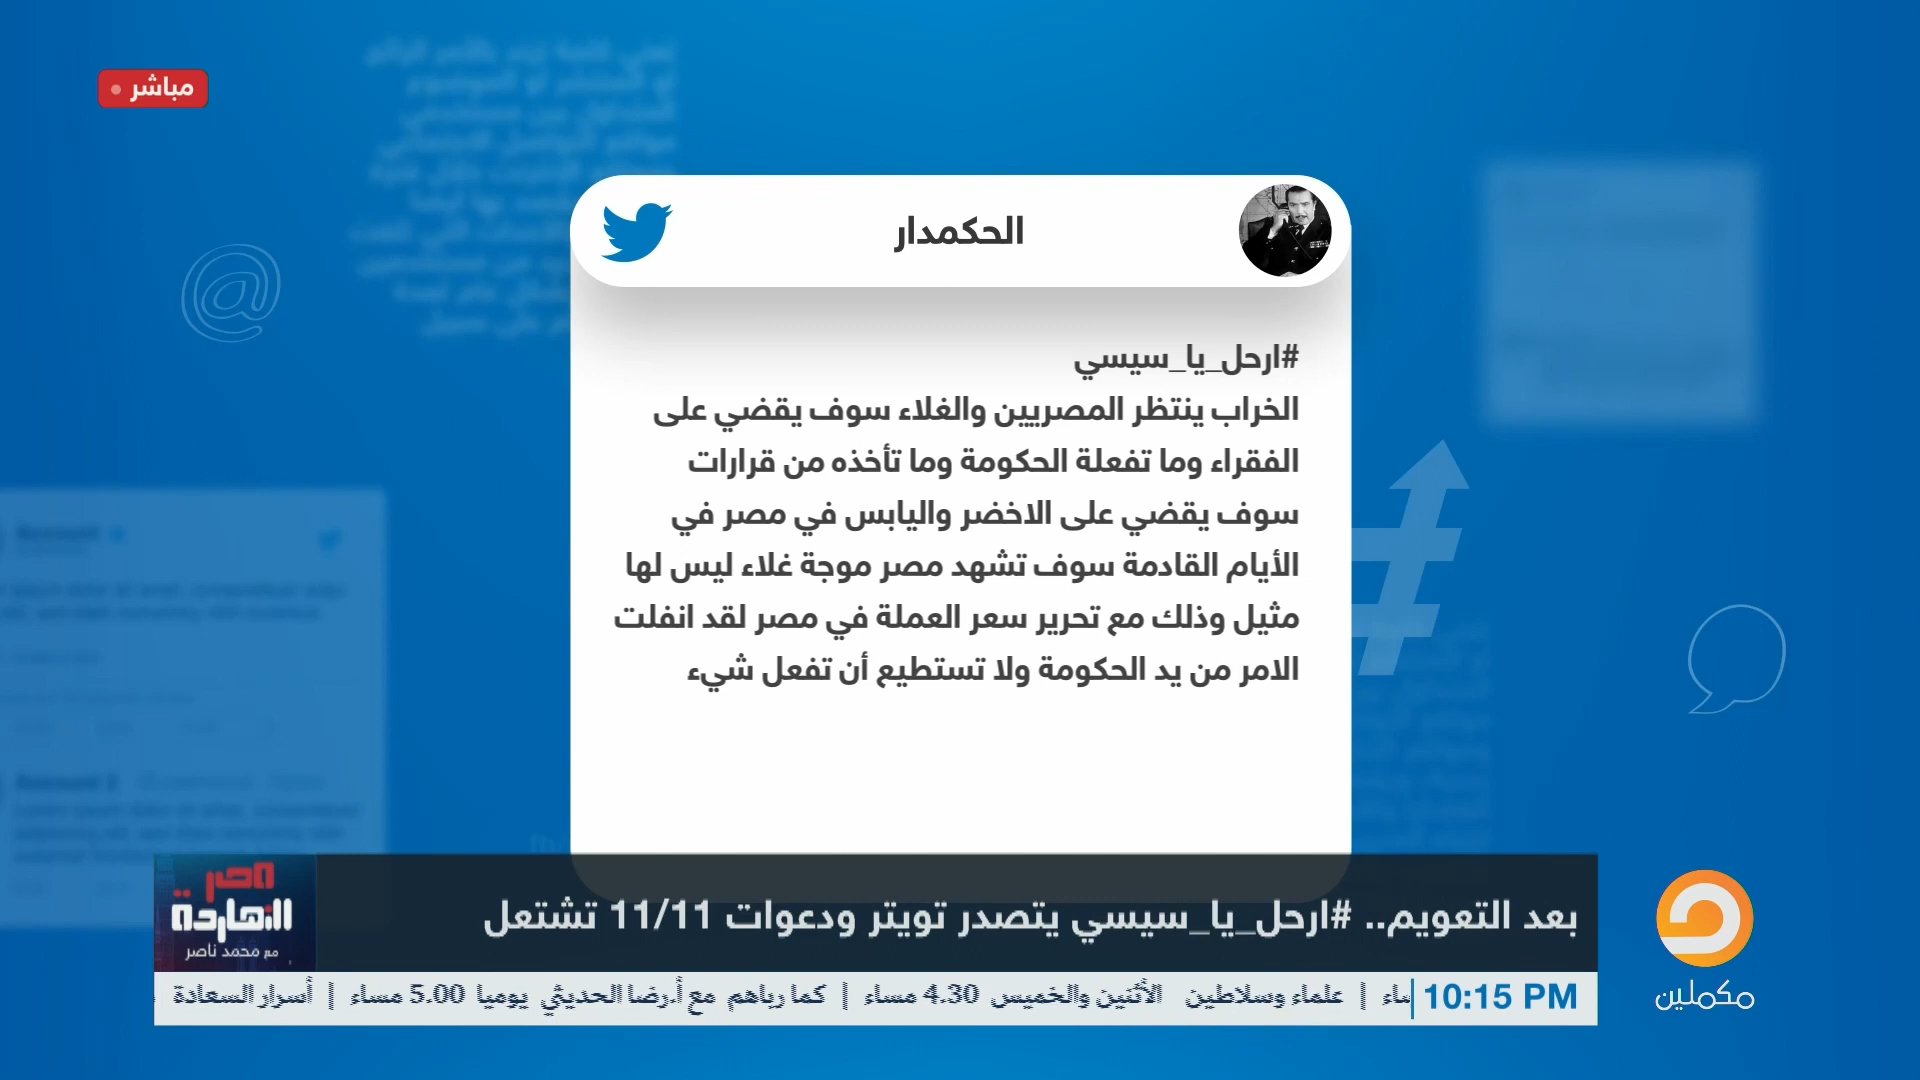 مباشر
الحكمدار
#ارحل_يا_سيسي
الخراب ينتظر المصريين والغلاء سوف يقضي على
الفقراء وما تفعلة الحكومة وما تأخذه من قرارات
سوف يقضي على الاخضر واليابس في مصر في
الأيام القادمة سوف تشهد مصر موجة غلاء ليس لها
مثيل وذلك مع تحرير سعر العملة في مصر لقد انفلت
الامر من يد الحكومة ولا تستطيع أن تفعل شيء
بعد التعويم.. #ارحل_يا_سيسي يتصدر تويتر ودعوات 11/11 تشتعل
مصر
النهاردة
مع محمد ناصر
10:15 PM
ساء | علماء وسلاطين الأثنين والخميس 4.30 مساء | كما رباهم مع أ.رضا الحديثي يوميا 5.00 مساء | أسرار السعادة
مكملين